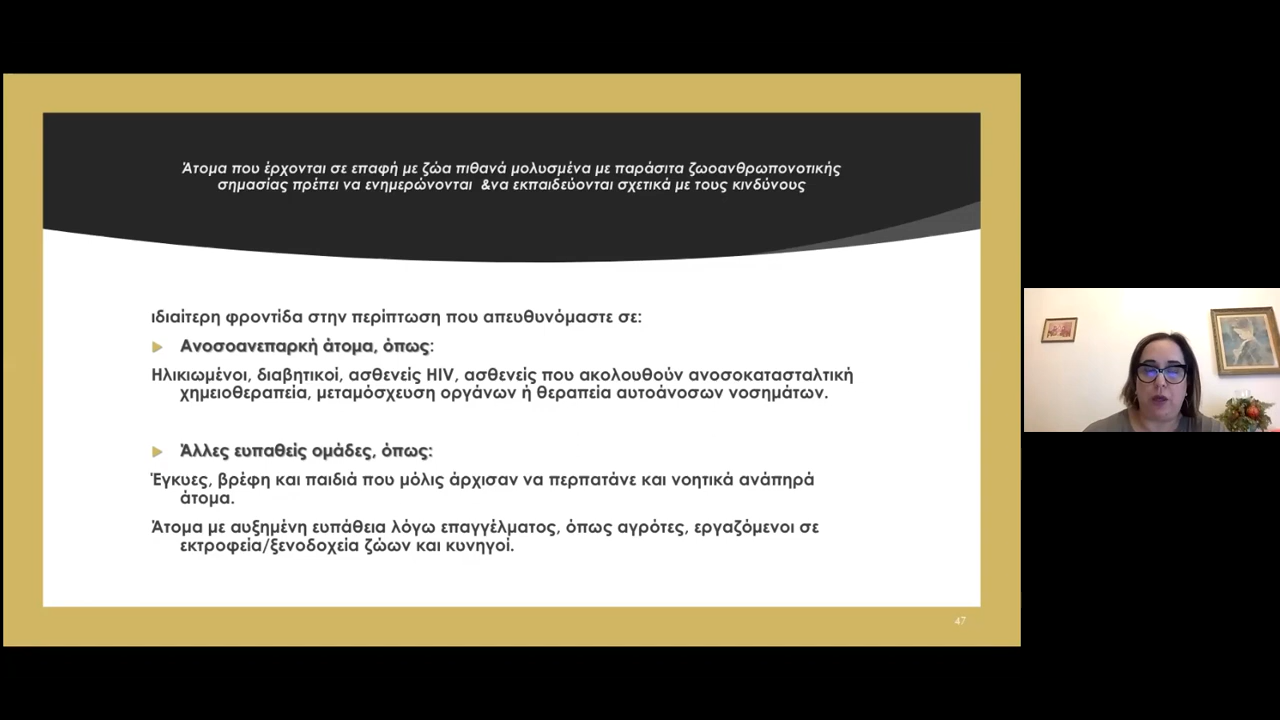 Άτομα που έρχονται σε επαφή με ζώα πιθανά μολυσμένα με παράσιτα ζωοανθρωπονοτικής
σημασίας πρέπει να ενημερώνονται &να εκπαιδεύονται σχετικά με τους κινδύνους
ιδιαίτερη φροντίδα στην περίπτωση που απευθυνόμαστε σε:
Ανοσοανεπαρκή άτομα, όπως:
Ηλικιωμένοι, διαβητικοί, ασθενείς HIV, ασθενείς που ακολουθούν ανοσοκατασταλτική
χημειοθεραπεία, μεταμόσχευση οργάνων ή θεραπεία αυτοάνοσων νοσημάτων.
Άλλες ευπαθείς ομάδες, όπως:
Έγκυες, βρέφη και παιδιά που μόλις άρχισαν να περπατάνε και νοητικά ανάπηρά
άτομα.
Άτομα με αυξημένη ευπάθεια λόγω επαγγέλματος, όπως αγρότες, εργαζόμενοι σε
εκτροφεία/ξενοδοχεία ζώων και κυνηγοί.
47